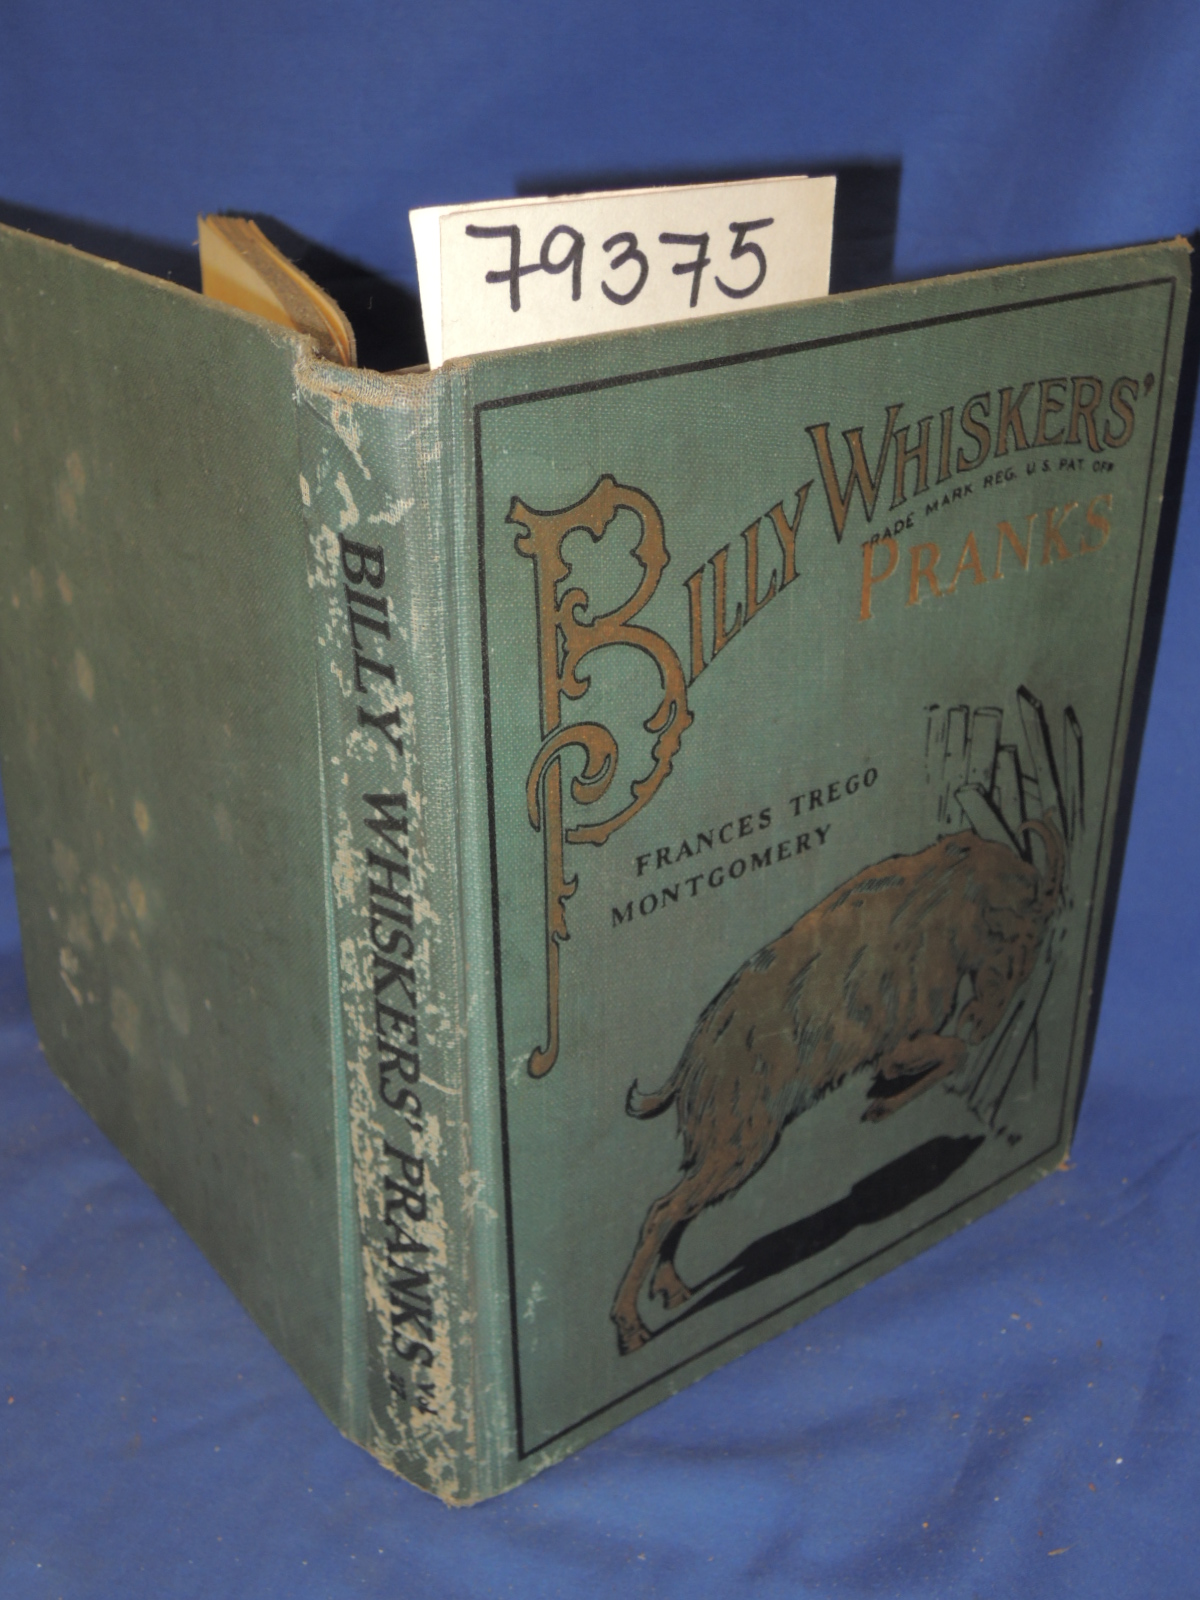 79375
BILLY WHISKERS'
TRADE MARK REG. U.S. PAT. OFF.
PRANKS
FRANCES TREGO
MONTGOMERY
BILLY WHISKERS' PRANKS